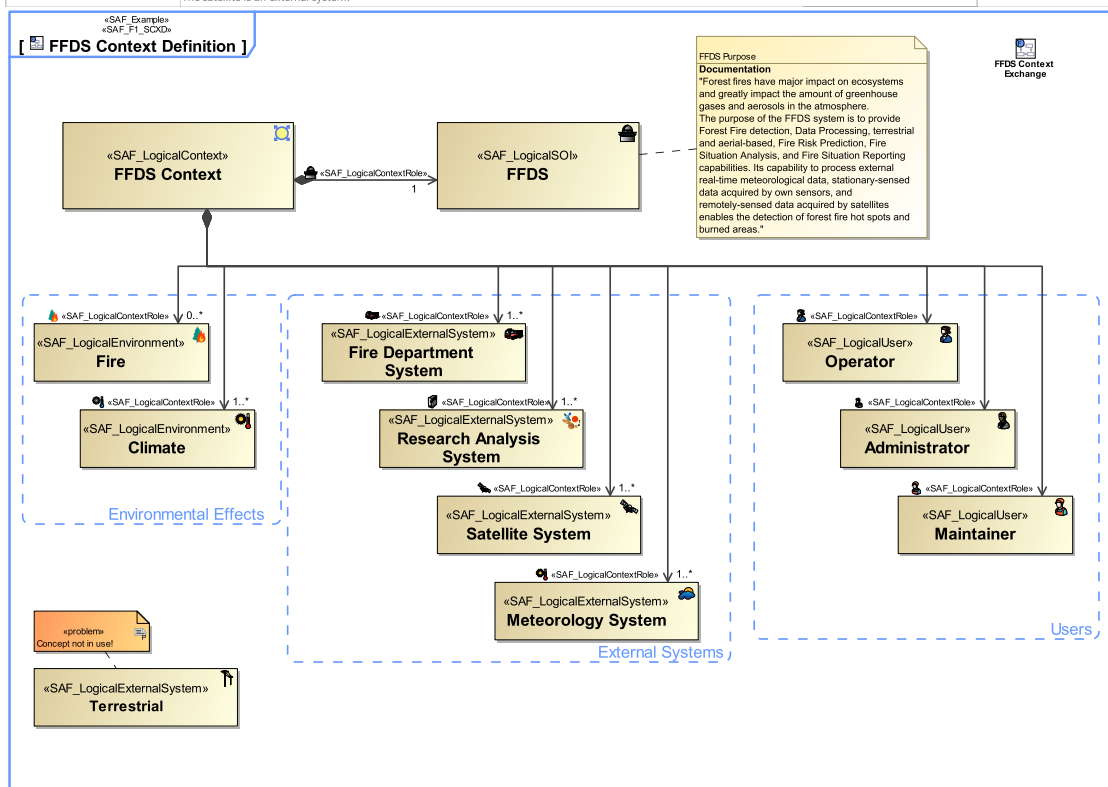 The satellite is an external system.
«SAF_Example»
«SAF_F1_SCXD»
[ FFDS Context Definition ]
FFDS Context
Exchange
FFDS Purpose
Documentation
"Forest fires have major impact on ecosystems
and greatly impact the amount of greenhouse
gases and aerosols in the atmosphere.
The purpose of the FFDS system is to provide
Forest Fire detection, Data Processing, terrestrial
and aerial-based, Fire Risk Prediction, Fire
Situation Analysis, and Fire Situation Reporting
capabilities. Its capability to process external
real-time meteorological data, stationary-sensed
data acquired by own sensors, and
remotely-sensed data acquired by satellites
enables the detection of forest fire hot spots and
burned areas."
«SAF_LogicalContext»
FFDS Context
«SAF_LogicalContextRole»
1
«SAF_LogicalSOI»
FFDS
«SAF_LogicalContextRole» 0..*
«SAF_LogicalEnvironment»
Fire
«SAF_LogicalContextRole» 1..*
«SAF_LogicalEnvironment»
Climate
Environmental Effects
«SAF_LogicalContextRole» 1..*
«SAF_LogicalExternalSystem»
Fire Department
System
«SAF_LogicalContextRole» 1..*
«SAF_LogicalExternalSystem»
Research Analysis
System
«SAF_LogicalContextRole» 1..*
«SAF_LogicalExternalSystem»
Satellite System
«SAF_LogicalContextRole» 1..*
«SAF_LogicalExternalSystem»
Meteorology System
External Systems
«SAF_LogicalContextRole»
«SAF_LogicalUser»
Operator
«SAF_LogicalContextRole»
«SAF_LogicalUser»
Administrator
«SAF_LogicalContextRole»
«SAF_LogicalUser»
Maintainer
Users
«problem»
Concept not in use!
«SAF_LogicalExternalSystem»
Terrestrial